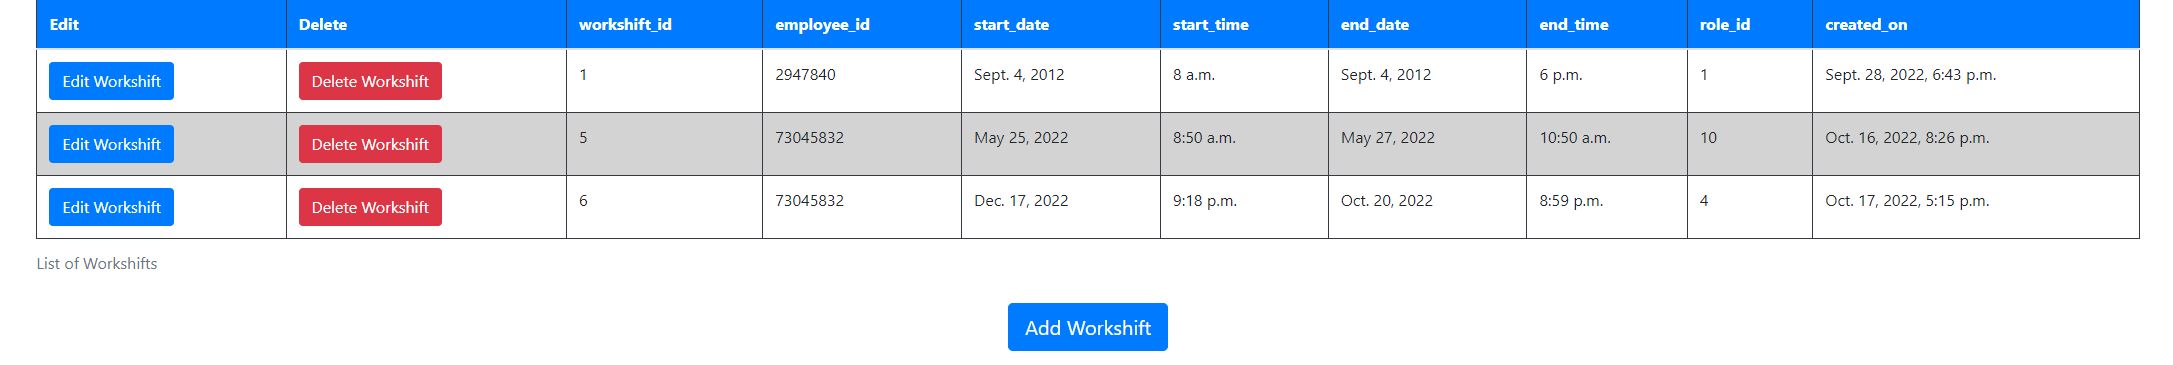 Edit Delete workshift_id employee_id start_date start_time end_date end_time role_id created_on
Edit Workshift Delete Workshift 1 2947840 Sept. 4, 2012 8 a.m. Sept. 4, 2012 6 p.m. 1 Sept. 28, 2022, 6:43 p.m.
Edit Workshift Delete Workshift 5 73045832 May 25, 2022 8:50 a.m. May 27, 2022 10:50 a.m. 10 Oct. 16, 2022, 8:26 p.m.
Edit Workshift Delete Workshift 6 73045832 Dec. 17, 2022 9:18 p.m. Oct. 20, 2022 8:59 p.m. 4 Oct. 17, 2022, 5:15 p.m.
List of Workshifts
Add Workshift